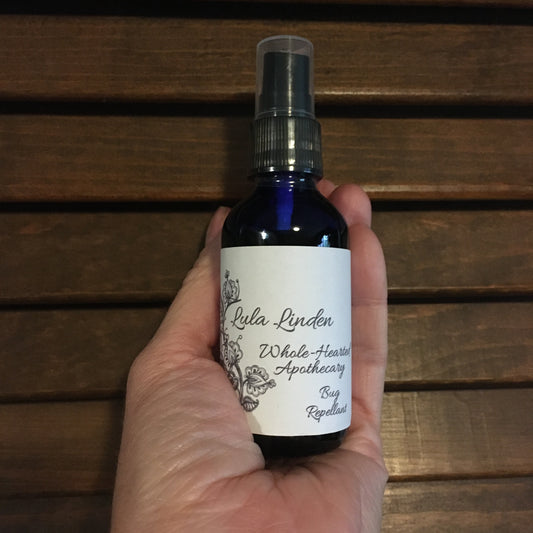 Lula Linden
Whole-Hearted
Apothecary
Bug
Repellant